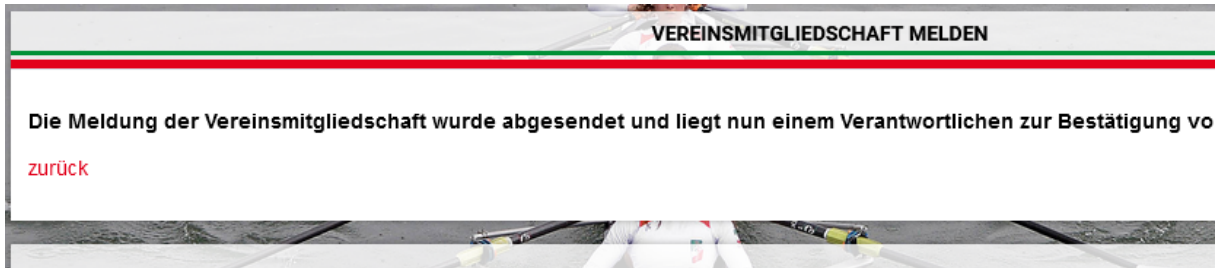 VEREINSMITGLIEDSCHAFT MELDEN
Die Meldung der Vereinsmitgliedschaft wurde abgesendet und liegt nun einem Verantwortlichen zur Bestätigung vo
zurück